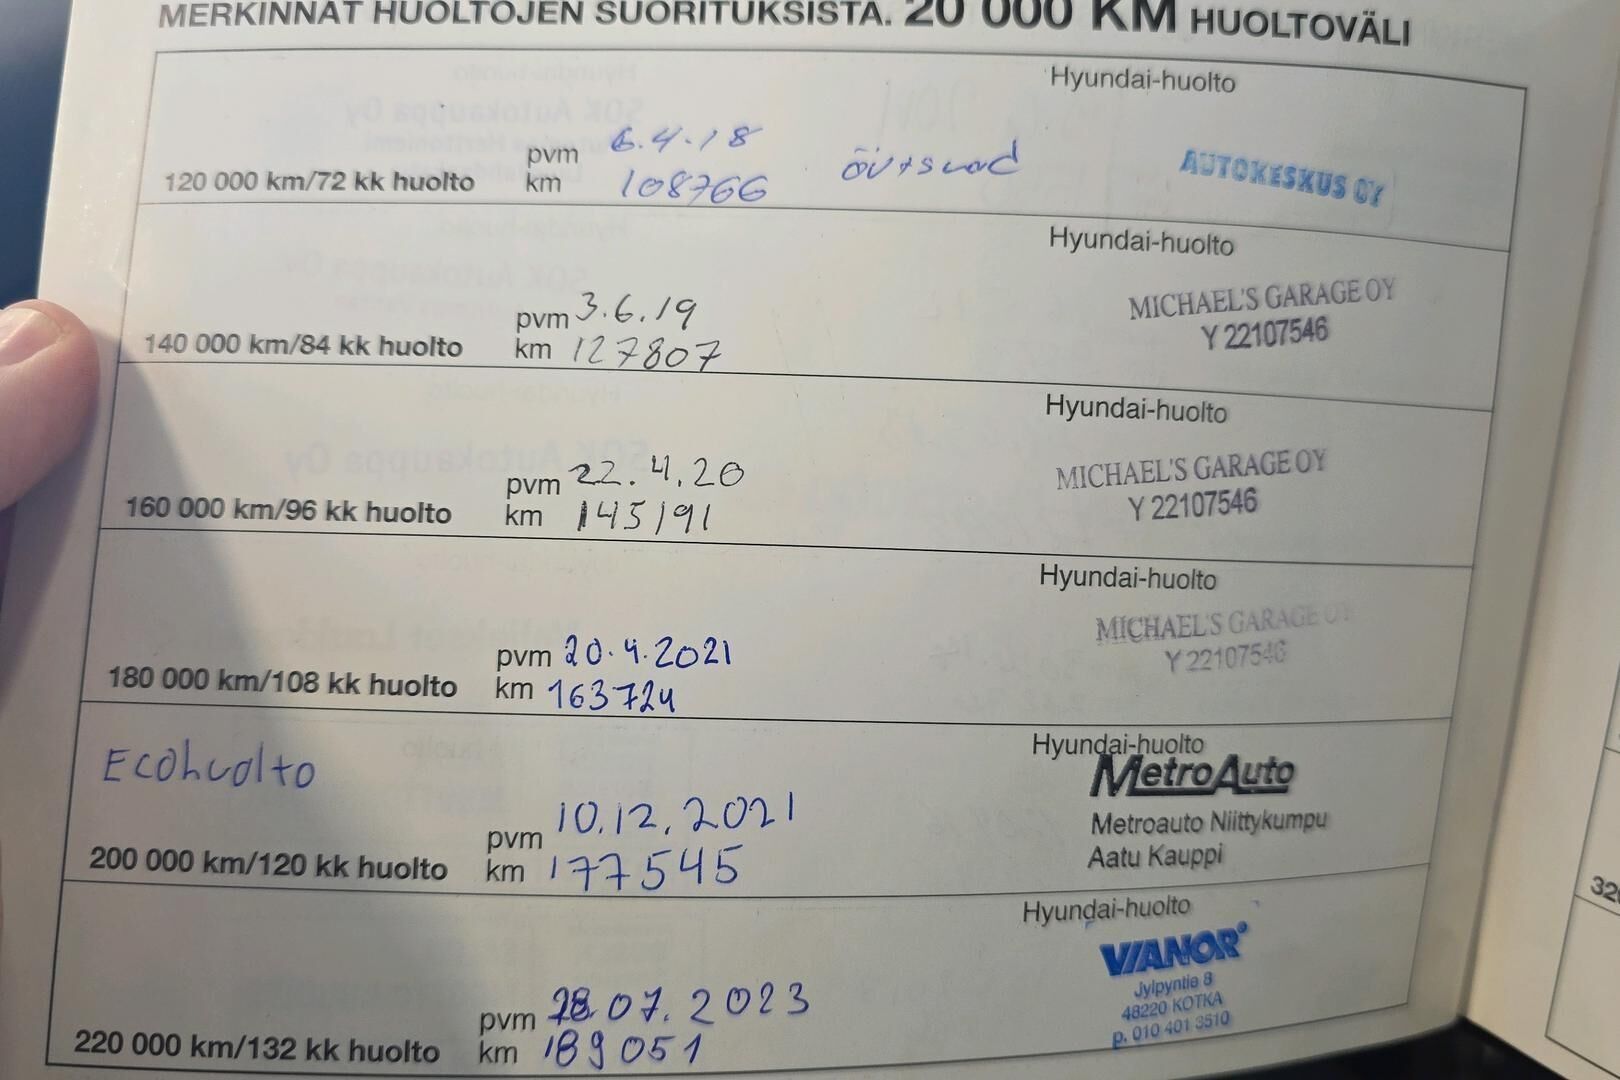 MERKINNÄT HUOLTOJEN SUORITUKSISTA. 20 000 KM HUOLTOVÄLI
Hyundai-huolto
120 000 km/72 kk huolto
pvm 6.4.18
km 108766
AUTOKESKUS OY
Hyundai-huolto
140 000 km/84 kk huolto
pvm 3.6.19
km 127807
MICHAEL'S GARAGE OY
Y 22107546
Hyundai-huolto
160 000 km/96 kk huolto
pvm 22.4.20
km 145191
MICHAEL'S GARAGE OY
Y 22107546
Hyundai-huolto
180 000 km/108 kk huolto
pvm 20.4.2021
km 163724
MICHAEL'S GARAGE OY
Y 22107546
Hyundai-huolto
Ecohuolto
200 000 km/120 kk huolto
pvm 10.12.2021
km 177545
MetroAuto
Metroauto Niittykumpu
Aatu Kauppi
Hyundai-huolto
220 000 km/132 kk huolto
pvm 28.07.2023
km 189051
VIANOR
Jylpyntie 8
48220 KOTKA
p. 010 401 3510